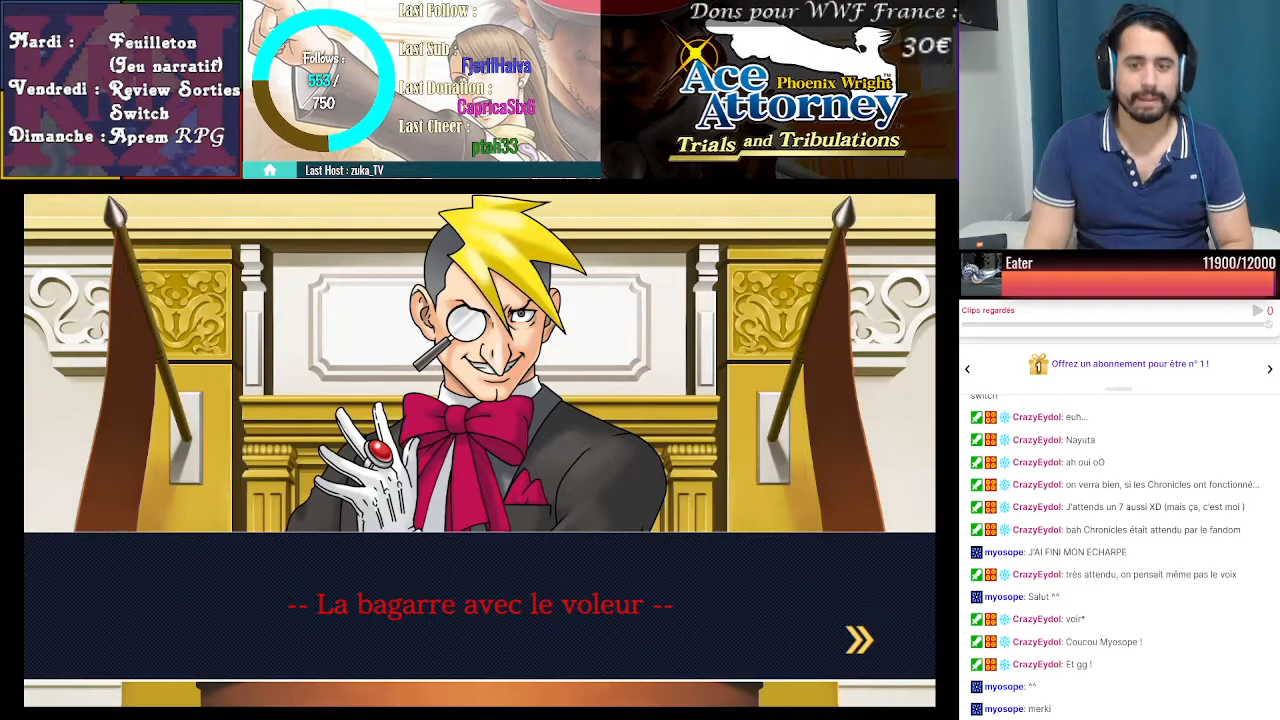 Mardi :
Feuilleton
(Jeu narratif)
Vendredi :
Review Sorties
Switch
Dimanche :
Aprem RPG
Follows :
553 /
750
Last Follow :
Last Sub :
FjerilHalva
Last Donation :
CapricaSix6
Last Cheer :
ptah33
Last Host : zuka_TV
Dons pour WWF France :
30€
Phoenix Wright™
Ace
Attorney
Trials and Tribulations
Eater
11900/12000
Clips regardés
0
1
Offrez un abonnement pour être n° 1 !
switch
CrazyEydol: euh...
CrazyEydol: Nayuta
CrazyEydol: ah oui oO
CrazyEydol: on verra bien, si les Chronicles ont fonctionné...
CrazyEydol: J'attends un 7 aussi XD (mais ça, c'est moi )
CrazyEydol: bah Chronicles était attendu par le fandom
myosope: J'AI FINI MON ECHARPE
CrazyEydol: très attendu, on pensait même pas le voix
myosope: Salut ^^
CrazyEydol: voir*
CrazyEydol: Coucou Myosope !
CrazyEydol: Et gg !
myosope: ^^
myosope: merki
-- La bagarre avec le voleur --